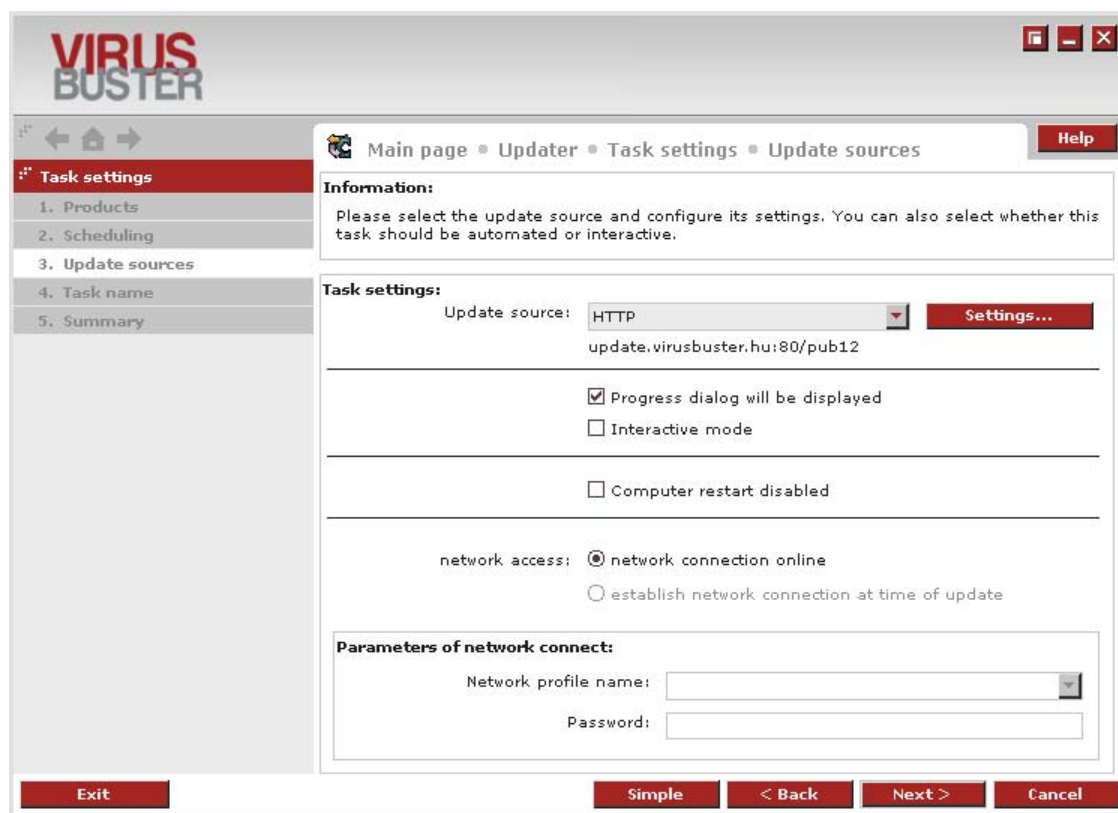 VIRUS
BUSTER
Main page • Updater • Task settings • Update sources
Help
Task settings
1. Products
2. Scheduling
3. Update sources
4. Task name
5. Summary
Information:
Please select the update source and configure its settings. You can also select whether this
task should be automated or interactive.
Task settings:
Update source: HTTP Settings...
update.virusbuster.hu:80/pub12
Progress dialog will be displayed
Interactive mode
Computer restart disabled
network access: network connection online
establish network connection at time of update
Parameters of network connect:
Network profile name:
Password:
Exit Simple < Back Next > Cancel